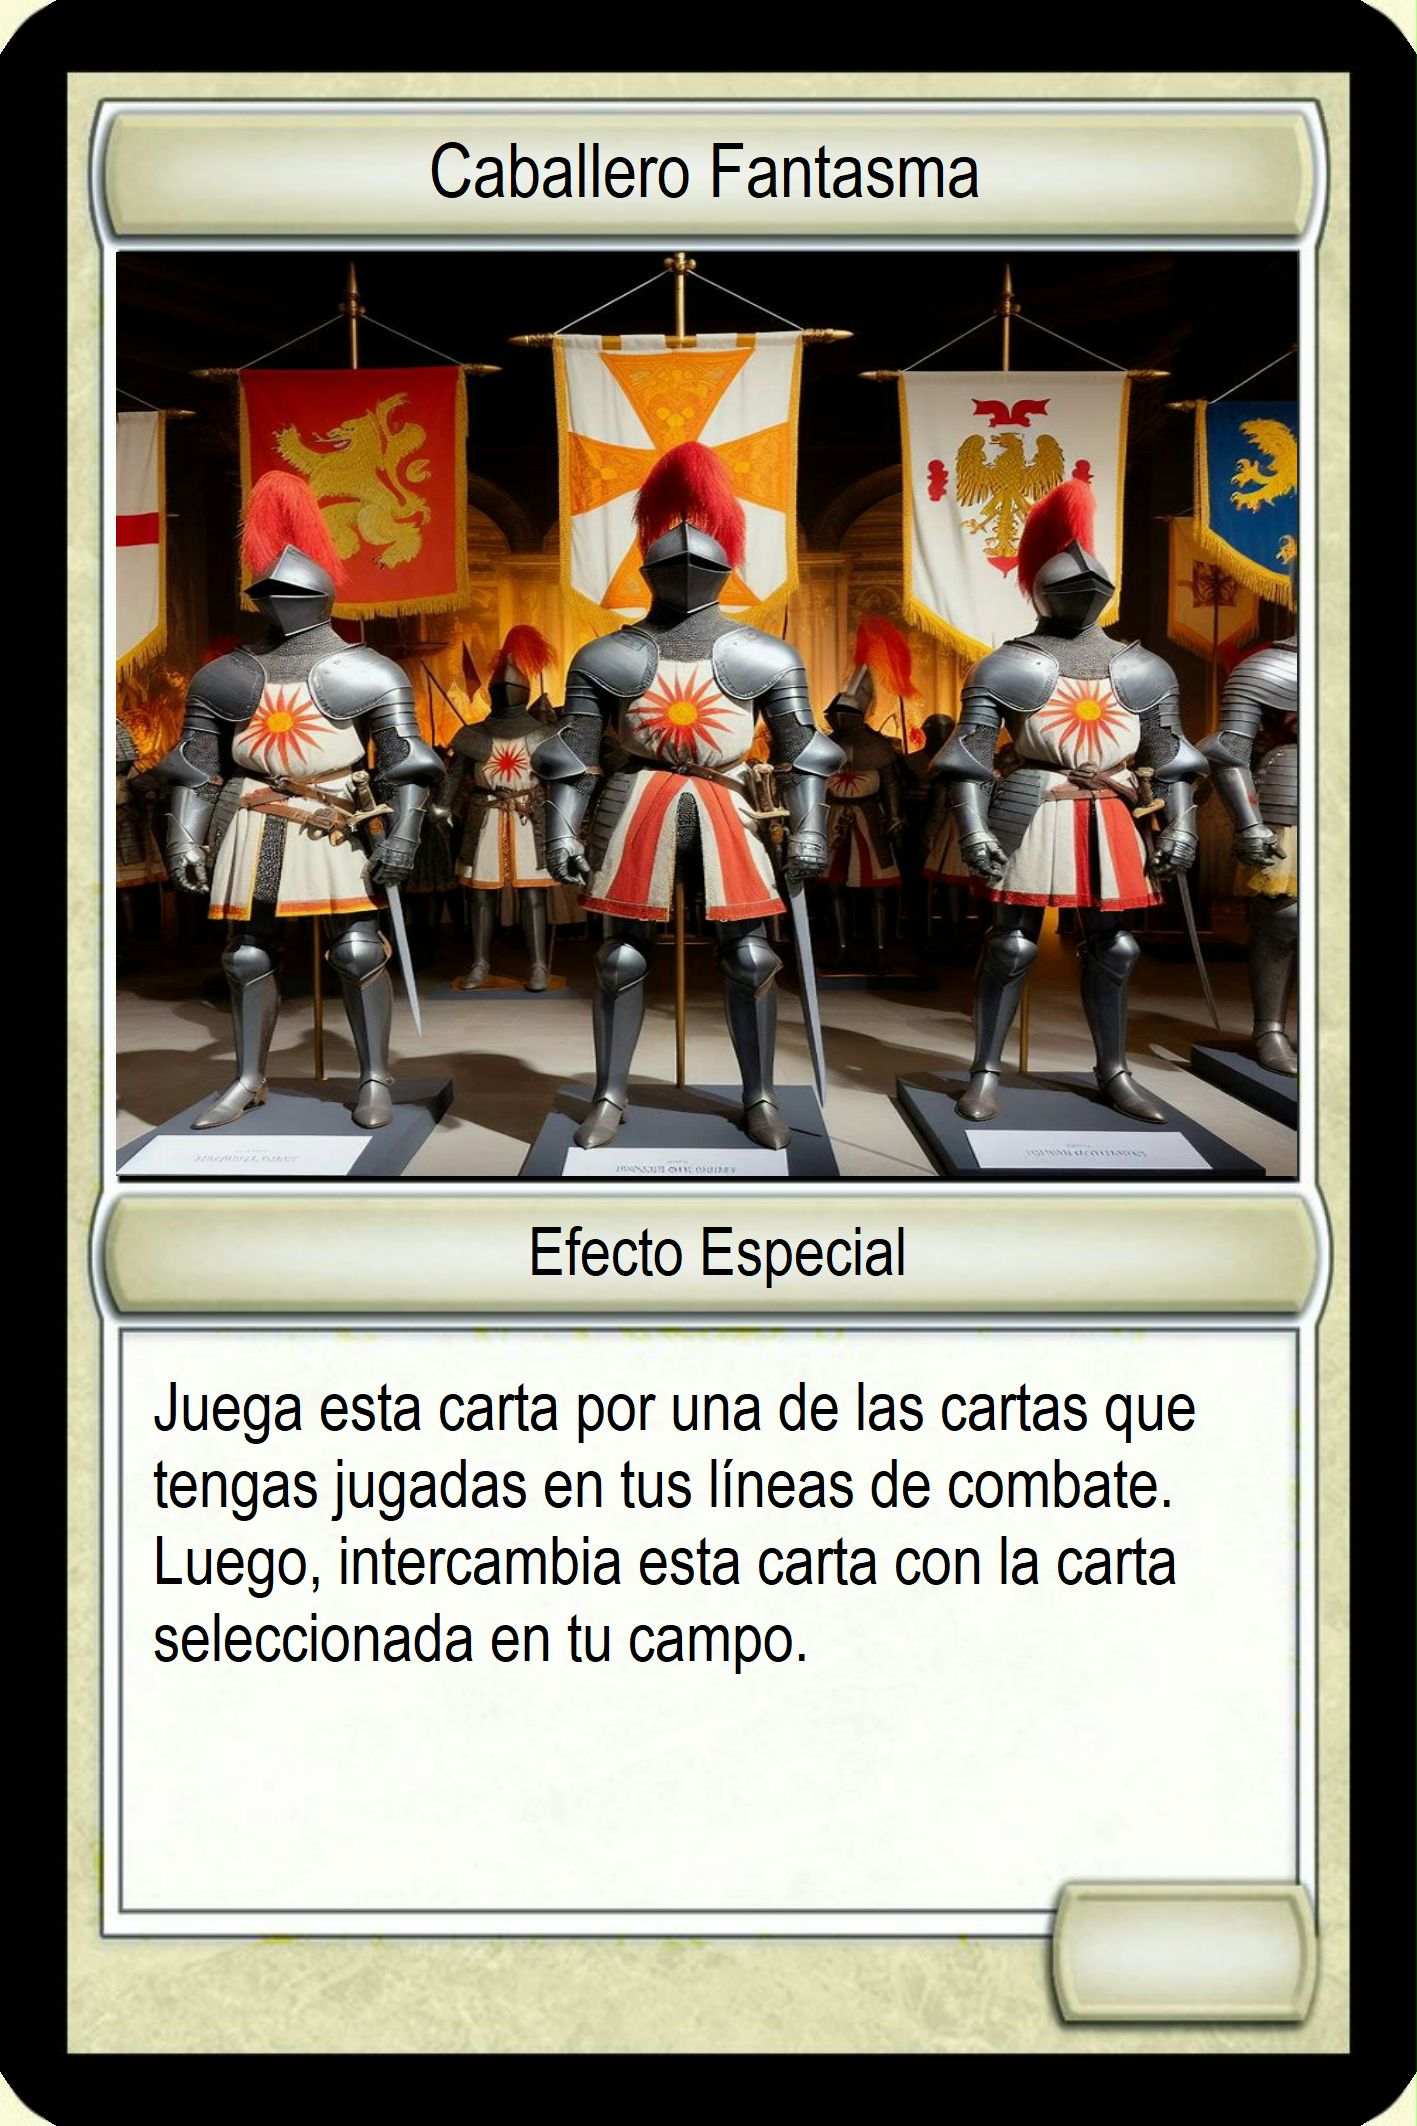 Caballero Fantasma
Efecto Especial
Juega esta carta por una de las cartas que
tengas jugadas en tus líneas de combate.
Luego, intercambia esta carta con la carta
seleccionada en tu campo.